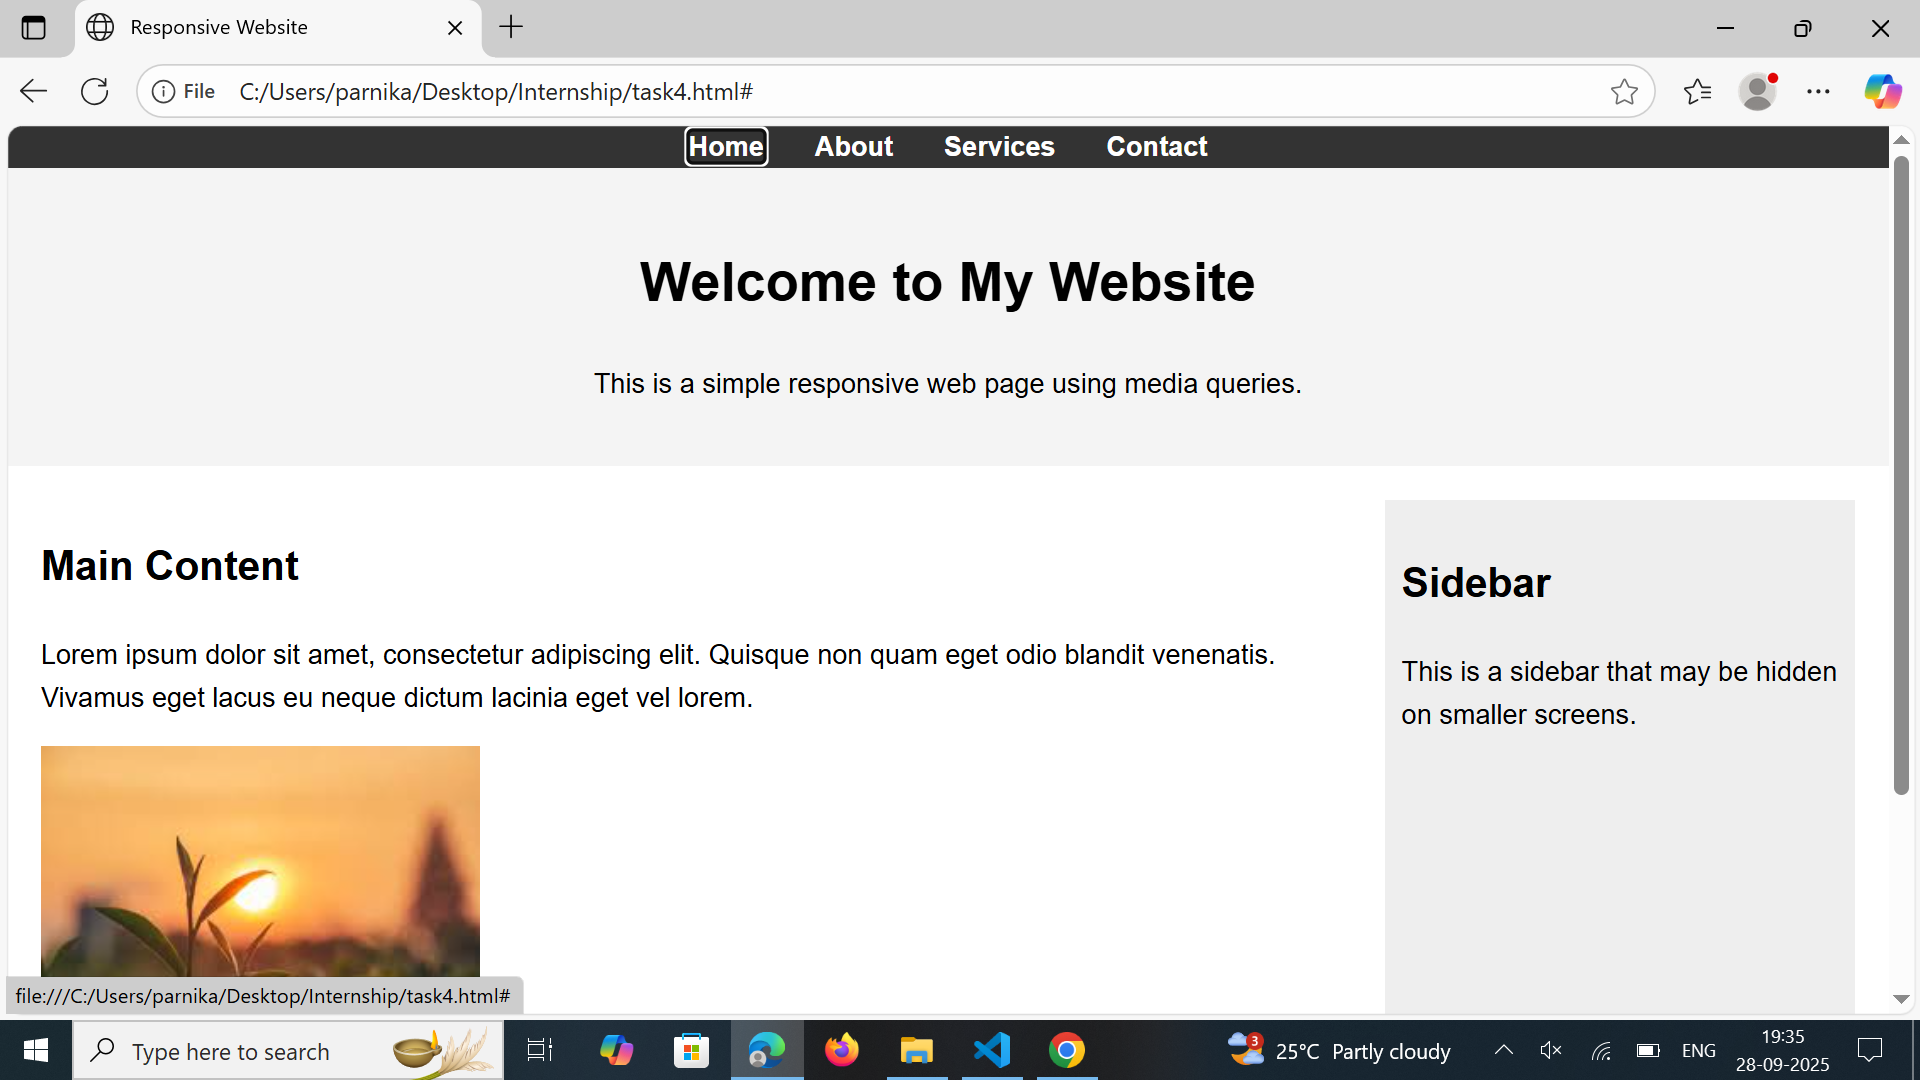 Responsive Website
File C:/Users/parnika/Desktop/Internship/task4.html#
Home About Services Contact
Welcome to My Website
This is a simple responsive web page using media queries.
Main Content
Lorem ipsum dolor sit amet, consectetur adipiscing elit. Quisque non quam eget odio blandit venenatis.
Vivamus eget lacus eu neque dictum lacinia eget vel lorem.
Sidebar
This is a sidebar that may be hidden
on smaller screens.
file:///C:/Users/parnika/Desktop/Internship/task4.html#
Type here to search
3
25°C Partly cloudy
ENG
19:35
28-09-2025